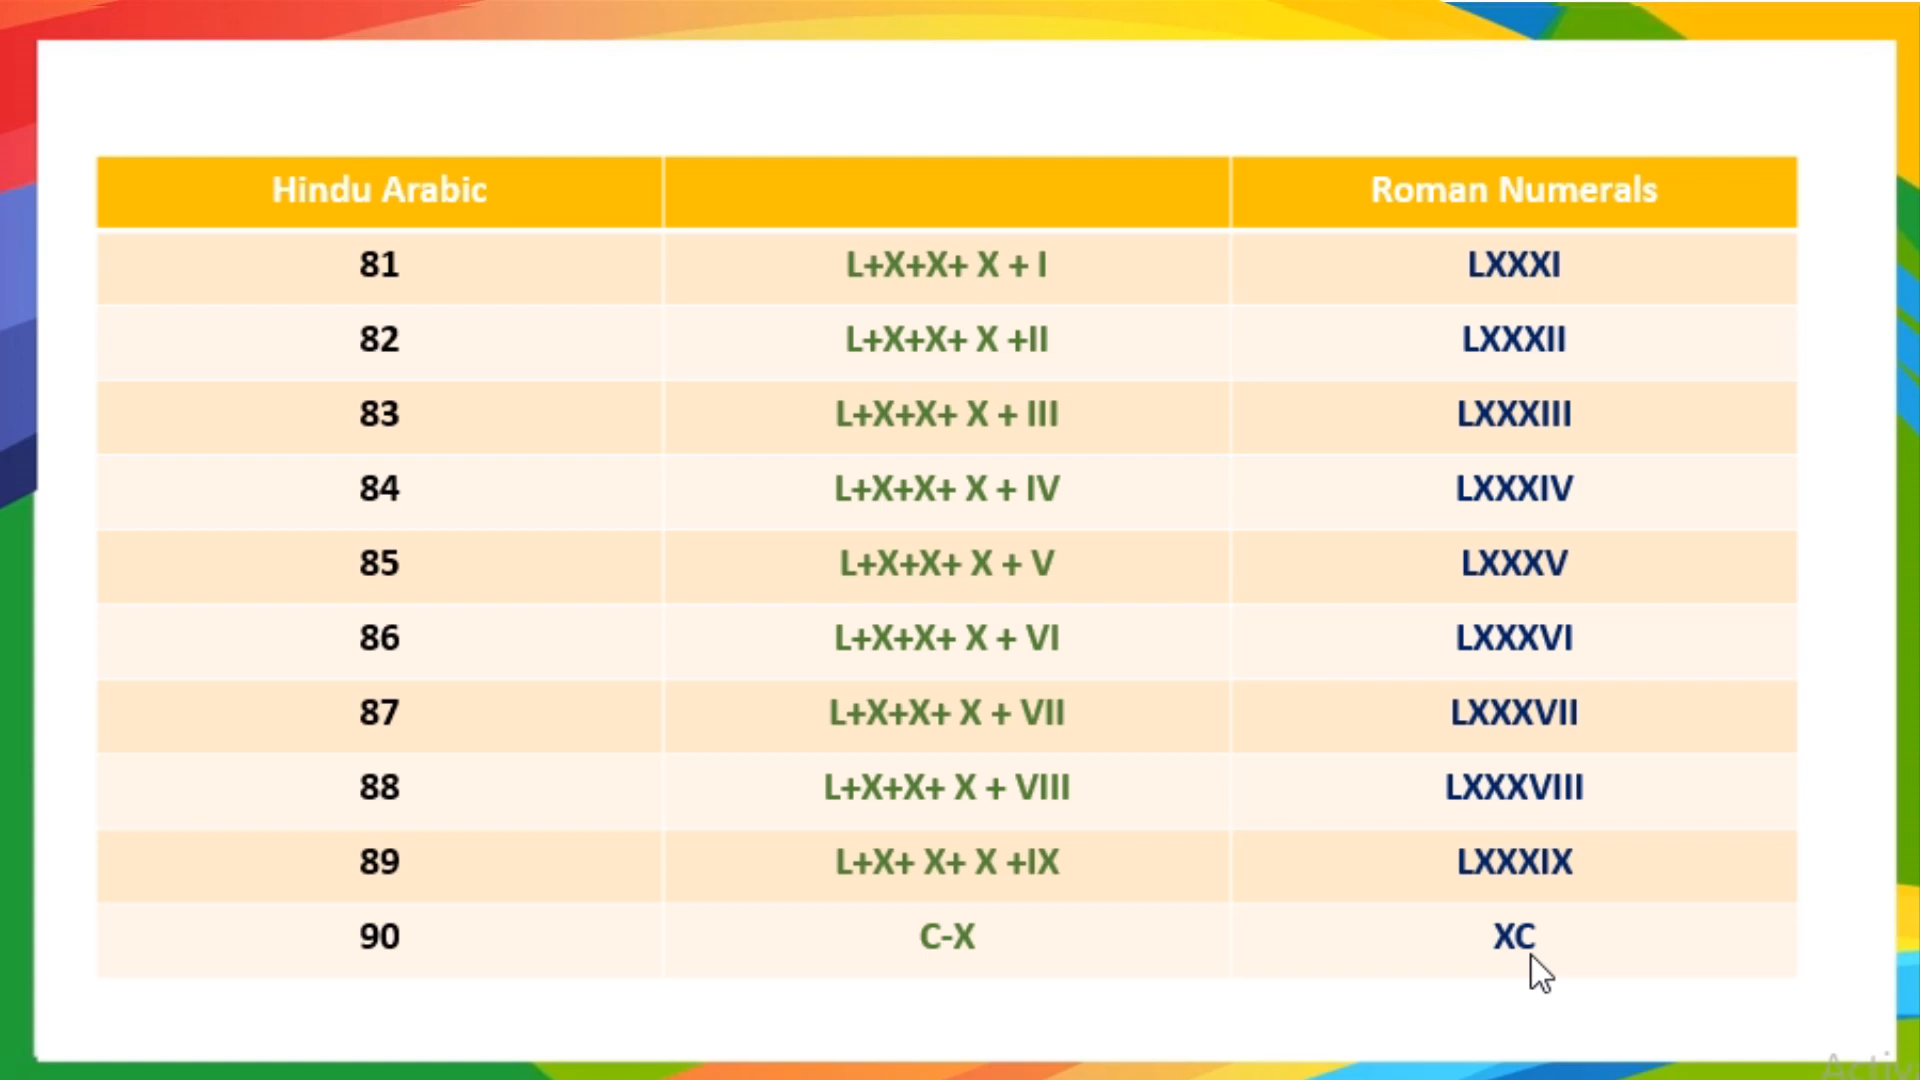 Hindu Arabic Roman Numerals
81 L+X+X+ X + I LXXXI
82 L+X+X+ X +II LXXXII
83 L+X+X+ X + III LXXXIII
84 L+X+X+ X + IV LXXXIV
85 L+X+X+ X + V LXXXV
86 L+X+X+ X + VI LXXXVI
87 L+X+X+ X + VII LXXXVII
88 L+X+X+ X + VIII LXXXVIII
89 L+X+ X+ X +IX LXXXIX
90 C-X XC